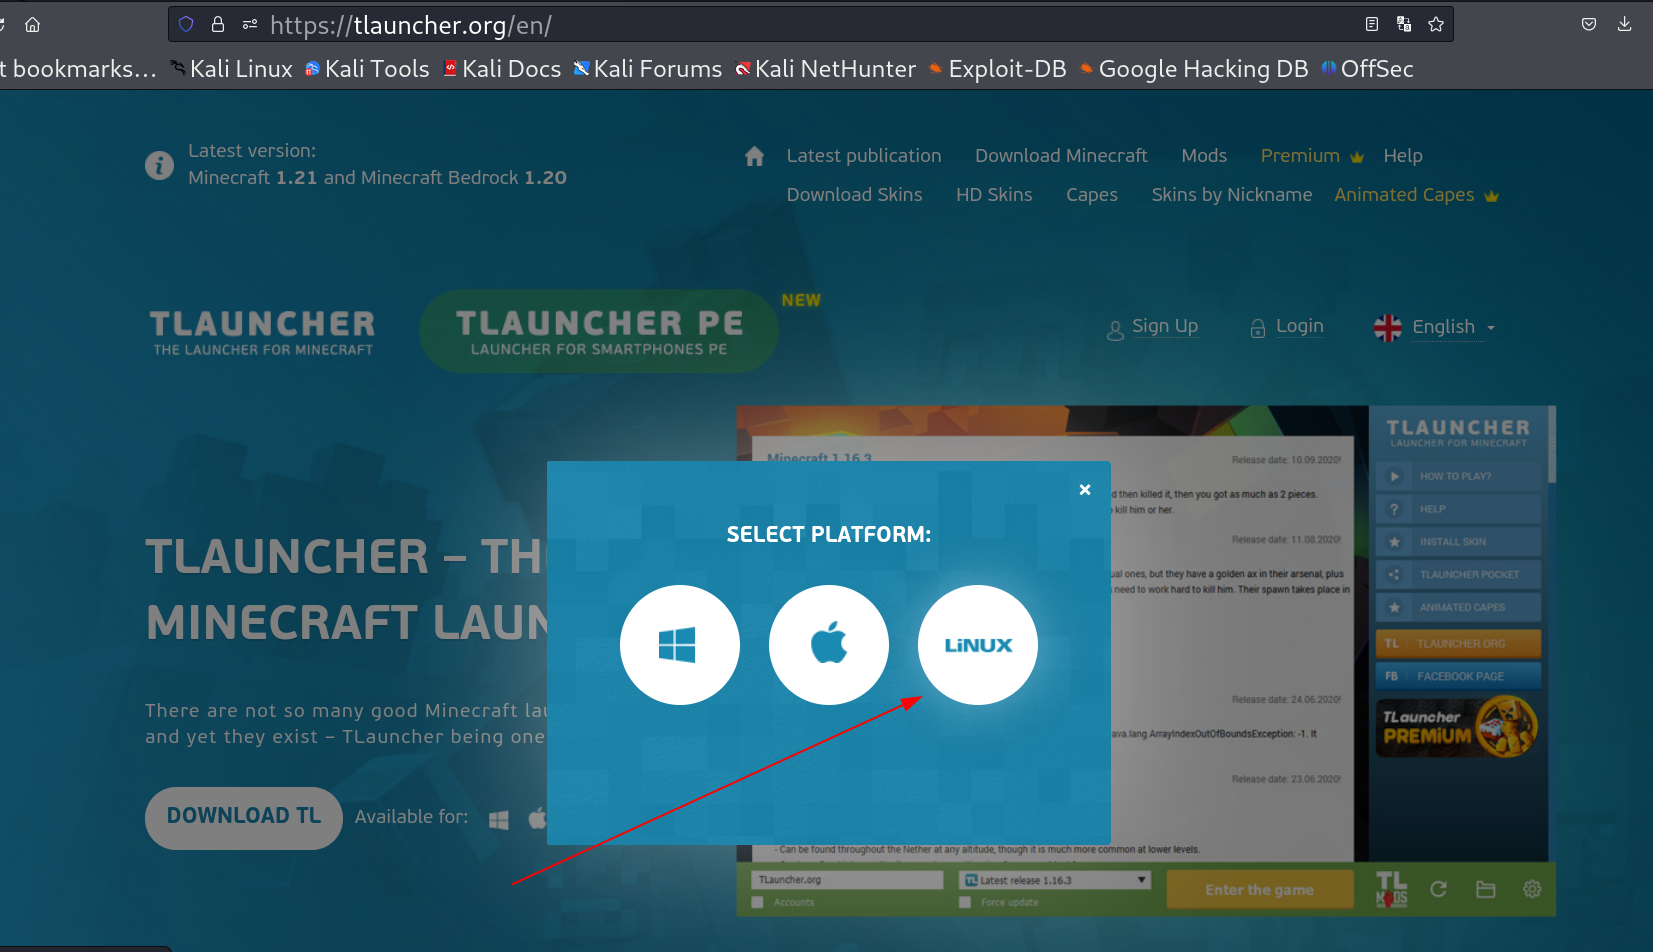 https://tlauncher.org/en/
t bookmarks...
Kali Linux
Kali Tools
Kali Docs
Kali Forums
Kali NetHunter
Exploit-DB
Google Hacking DB
OffSec
Latest version:
Minecraft 1.21 and Minecraft Bedrock 1.20
Latest publication
Download Minecraft
Mods
Premium
Help
Download Skins
HD Skins
Capes
Skins by Nickname
Animated Capes
TLAUNCHER
THE LAUNCHER FOR MINECRAFT
TLAUNCHER PE
LAUNCHER FOR SMARTPHONES PE
NEW
Sign Up
Login
English
TLAUNCHER – TH
MINECRAFT LAUN
There are not so many good Minecraft lau
and yet they exist – TLauncher being one
DOWNLOAD TL
Available for:
SELECT PLATFORM:
LiNUX
Minecraft 1.16.3
Release date: 10.09.2020!
d then killed it, then you got as much as 2 pieces.
kill him or her.
Release date: 11.08.2020!
ual ones, but they have a golden ax in their arsenal, plus
need to work hard to kill him. Their spawn takes place in
Release date: 24.06.2020!
ava.lang ArrayIndexOutOfBoundsException: -1. It
Release date: 23.06.2020!
- Can be found throughout the Nether at any altitude, though it is much more common at lower levels.
TLAUNCHER
LAUNCHER FOR MINECRAFT
HOW TO PLAY?
HELP
INSTALL SKIN
TLAUNCHER POCKET
ANIMATED CAPES
TL TLAUNCHER.ORG
FB FACEBOOK PAGE
TLauncher
PREMiUM
TLauncher.org
Accounts
TL Latest release 1.16.3
Force update
Enter the game
TL
MODS